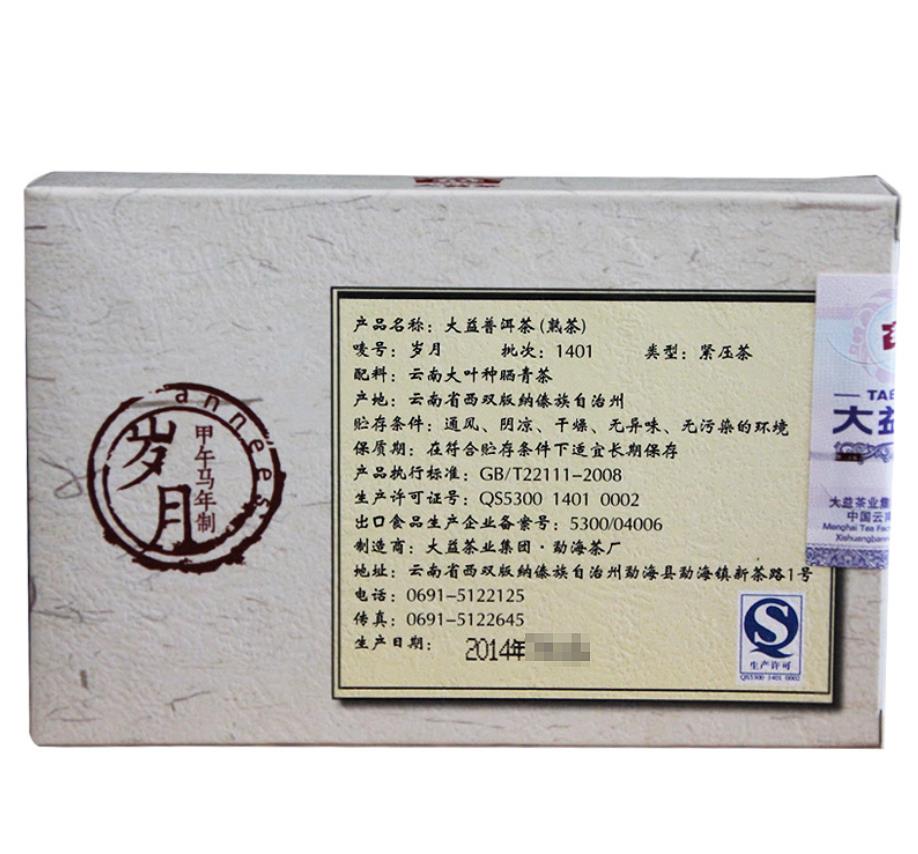 annees
岁月
甲午马年制
产品名称：大益普洱茶(熟茶)
唛号：岁月 批次：1401 类型：紧压茶
配料：云南大叶种晒青茶
产地：云南省西双版纳傣族自治州
贮存条件：通风、阴凉、干燥、无异味、无污染的环境
保质期：在符合贮存条件下适宜长期保存
产品执行标准：GB/T22111-2008
生产许可证号：QS5300 1401 0002
出口食品生产企业备案号：5300/04006
制造商：大益茶业集团·勐海茶厂
地址：云南省西双版纳傣族自治州勐海县勐海镇新茶路1号
电话：0691-5122125
传真：0691-5122645
生产日期：2014年
S
生产许可
QS5300 1401 0002
大益
大益茶业集
中国云南
Menghai Tea